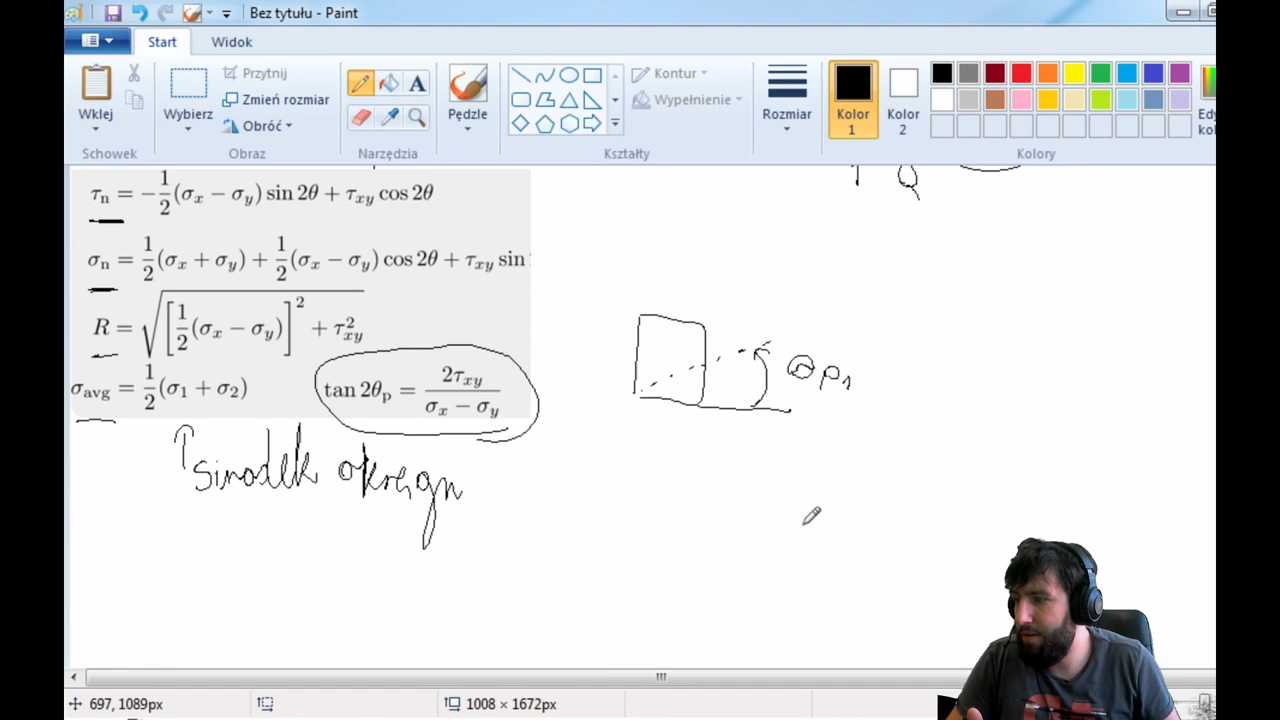 Bez tytułu - Paint
Start Widok
Wklej
Wybierz
Przytnij
Zmień rozmiar
Obróć
A
Pędzle
Kontur
Wypełnienie
Rozmiar
Kolor 1
Kolor 2
Schowek Obraz Narzędzia Kształty Kolory
τn = −1/2(σx − σy) sin 2θ + τxy cos 2θ
σn = 1/2(σx + σy) + 1/2(σx − σy) cos 2θ + τxy sin
R = √[1/2(σx − σy)]² + τ²xy
σavg = 1/2(σ1 + σ2)
tan 2θp = 2τxy / σx − σy
Θp1
środek okręgu
697, 1089px
1008 × 1672px